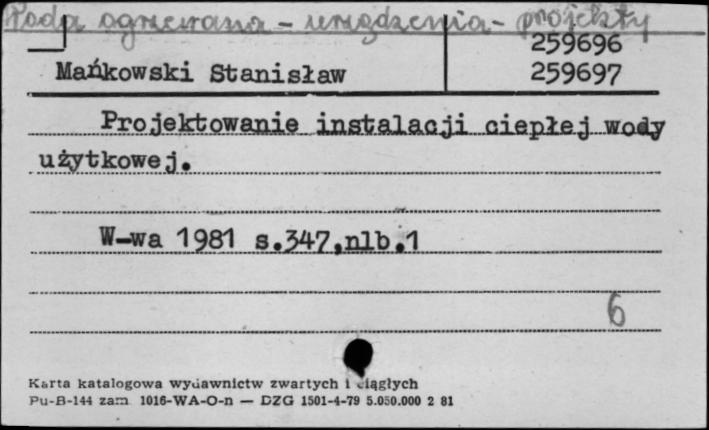 Woda ogrzewana - urządzenia - projekty
259696
Mańkowski Stanisław 259697
Projektowanie instalacji ciepłej wody
użytkowej.
W-wa 1981 s.347,nlb.1
6
Karta katalogowa wydawnictw zwartych i ciągłych
Pu-B-144 zam. 1016-WA-O-n — DZG 1501-4-79 5.050.000 2 81